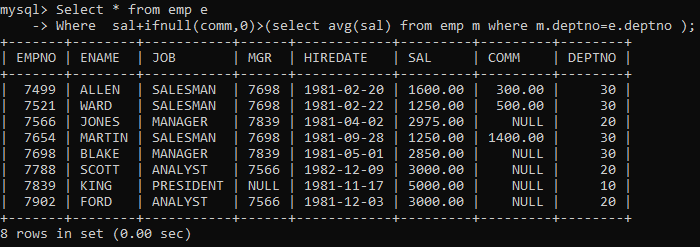 mysql> Select * from emp e
    -> Where  sal+ifnull(comm,0)>(select avg(sal) from emp m where m.deptno=e.deptno );
+-------+--------+-----------+------+------------+---------+---------+--------+
| EMPNO | ENAME  | JOB       | MGR  | HIREDATE   | SAL     | COMM    | DEPTNO |
+-------+--------+-----------+------+------------+---------+---------+--------+
|  7499 | ALLEN  | SALESMAN  | 7698 | 1981-02-20 | 1600.00 |  300.00 |     30 |
|  7521 | WARD   | SALESMAN  | 7698 | 1981-02-22 | 1250.00 |  500.00 |     30 |
|  7566 | JONES  | MANAGER   | 7839 | 1981-04-02 | 2975.00 |    NULL |     20 |
|  7654 | MARTIN | SALESMAN  | 7698 | 1981-09-28 | 1250.00 | 1400.00 |     30 |
|  7698 | BLAKE  | MANAGER   | 7839 | 1981-05-01 | 2850.00 |    NULL |     30 |
|  7788 | SCOTT  | ANALYST   | 7566 | 1982-12-09 | 3000.00 |    NULL |     20 |
|  7839 | KING   | PRESIDENT | NULL | 1981-11-17 | 5000.00 |    NULL |     10 |
|  7902 | FORD   | ANALYST   | 7566 | 1981-12-03 | 3000.00 |    NULL |     20 |
+-------+--------+-----------+------+------------+---------+---------+--------+
8 rows in set (0.00 sec)